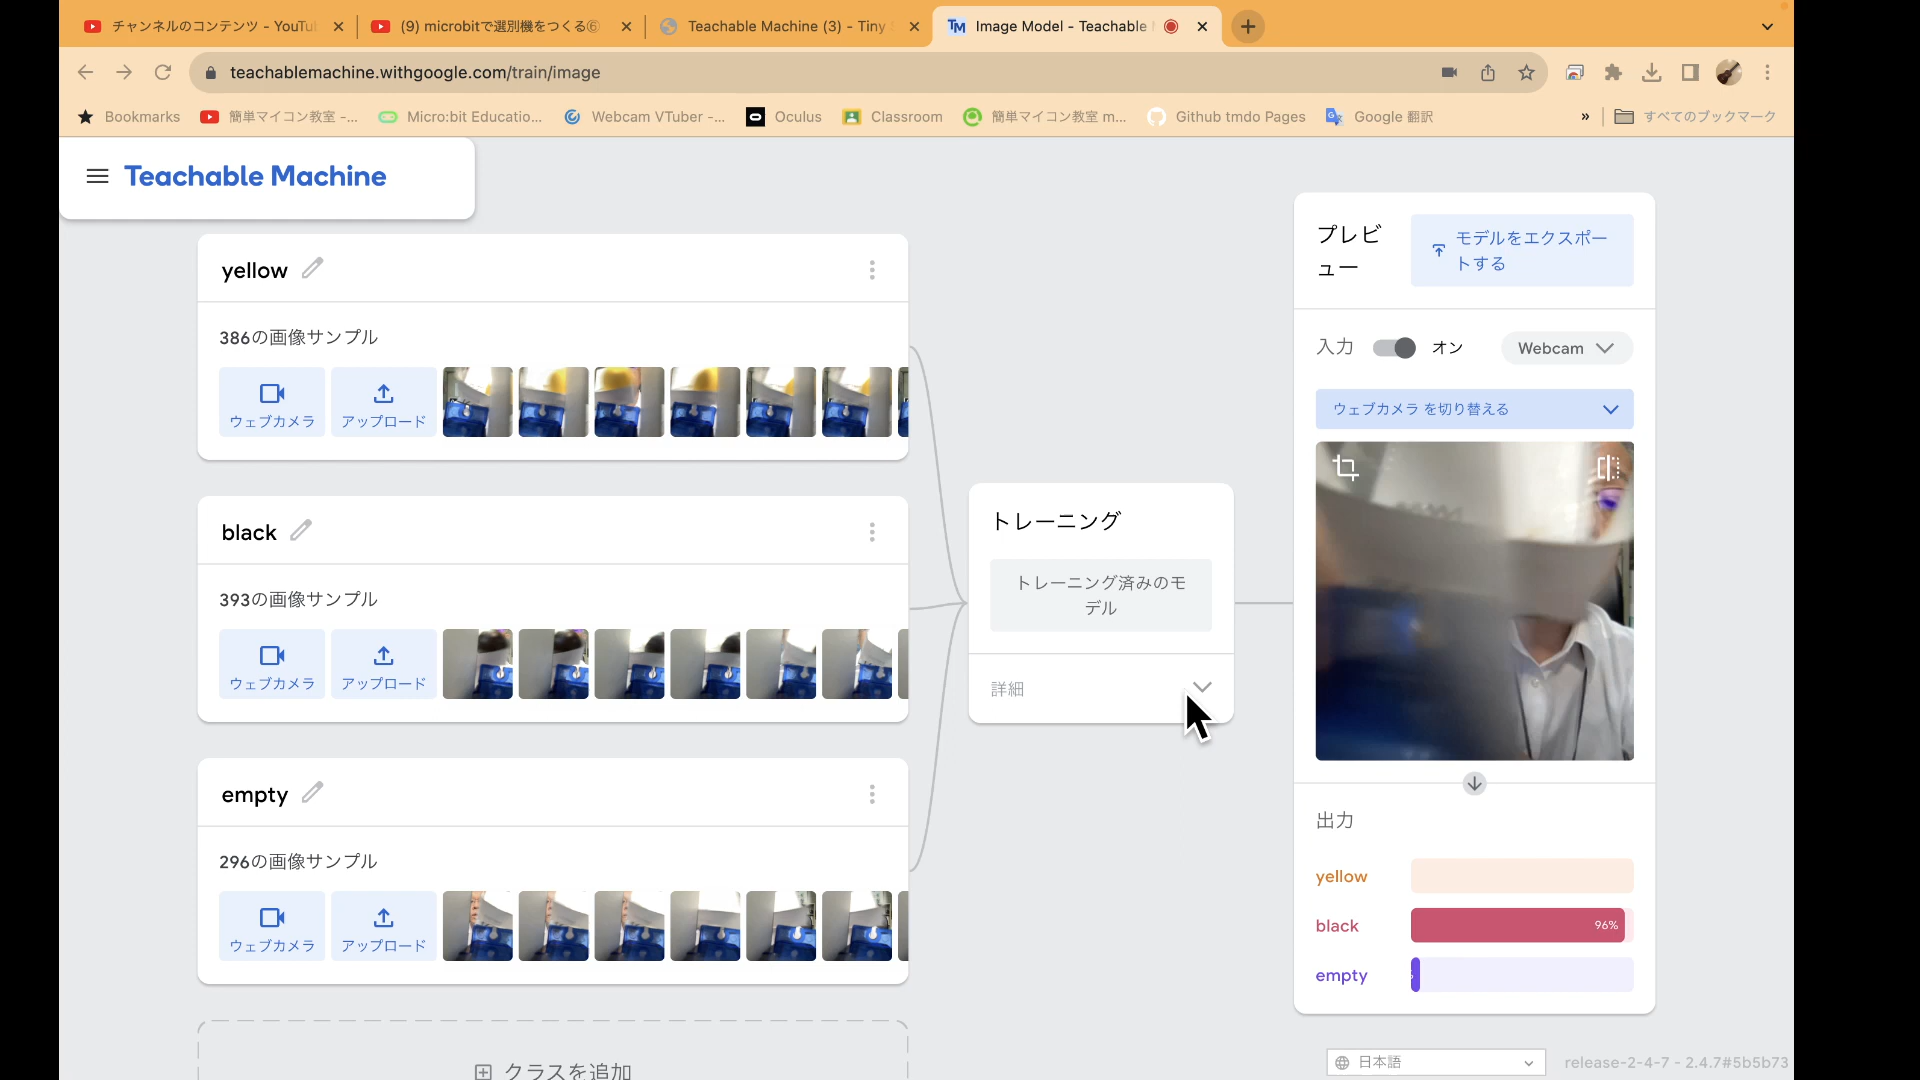 チャンネルのコンテンツ - YouTu
(9) microbitで選別機をつくる⑥
Teachable Machine (3) - Tiny
Image Model - Teachable
teachablemachine.withgoogle.com/train/image
Bookmarks
簡単マイコン教室 -...
Micro:bit Educatio...
Webcam VTuber -...
Oculus
Classroom
簡単マイコン教室 m...
Github tmdo Pages
Google 翻訳
»
すべてのブックマーク
Teachable Machine
yellow
386の画像サンプル
ウェブカメラ
アップロード
black
393の画像サンプル
ウェブカメラ
アップロード
empty
296の画像サンプル
ウェブカメラ
アップロード
クラスを追加
トレーニング
トレーニング済みのモ
デル
詳細
プレビ
ュー
モデルをエクスポー
トする
入力
オン
Webcam
ウェブカメラ を切り替える
出力
yellow
black
96%
empty
日本語
release-2-4-7 - 2.4.7#5b5b73